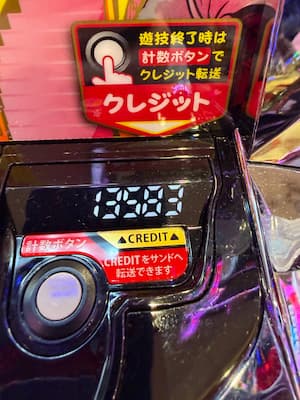 遊技終了時は
計数ボタンで
クレジット転送
クレジット
13583
計数ボタン
▲CREDIT▲
CREDITをサンドへ
転送できます